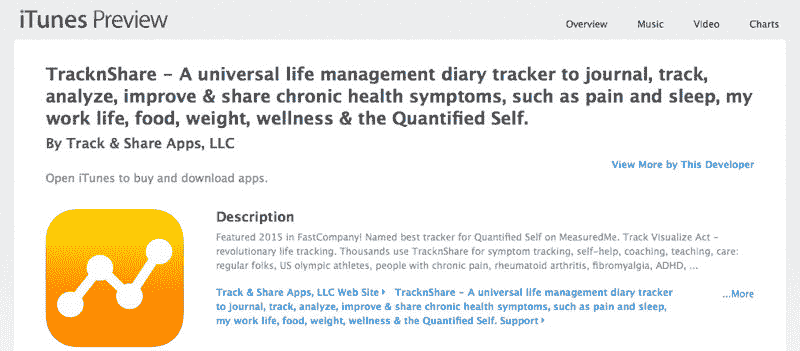 iTunes Preview
Overview Music Video Charts
TracknShare - A universal life management diary tracker to journal, track,
analyze, improve & share chronic health symptoms, such as pain and sleep, my
work life, food, weight, wellness & the Quantified Self.
By Track & Share Apps, LLC
View More by This Developer
Open iTunes to buy and download apps.
Description
Featured 2015 in FastCompany! Named best tracker for Quantified Self on MeasuredMe. Track Visualize Act -
revolutionary life tracking. Thousands use TracknShare for symptom tracking, self-help, coaching, teaching, care:
regular folks, US olympic athletes, people with chronic pain, rheumatoid arthritis, fibromyalgia, ADHD, ...
Track & Share Apps, LLC Web Site TracknShare - A universal life management diary tracker ...More
to journal, track, analyze, improve & share chronic health symptoms, such as pain and sleep,
my work life, food, weight, wellness & the Quantified Self. Support